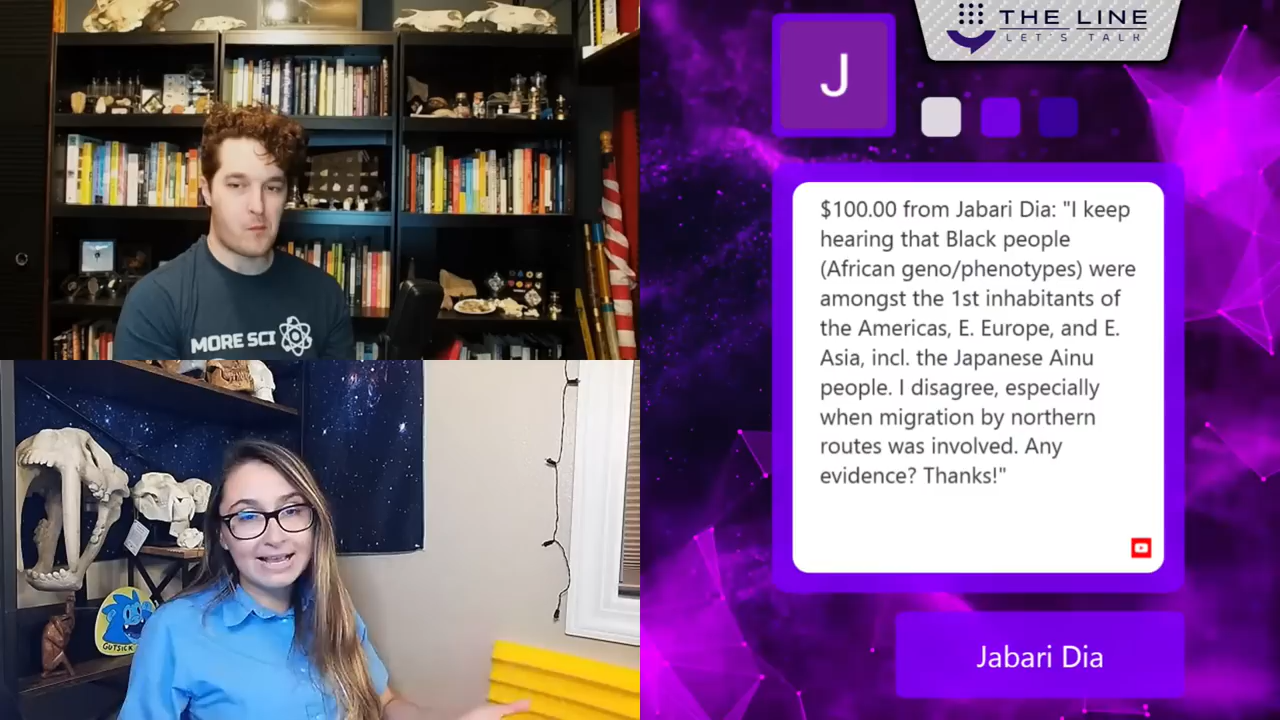 THE LINE
LET'S TALK
J
$100.00 from Jabari Dia: "I keep
hearing that Black people
(African geno/phenotypes) were
amongst the 1st inhabitants of
the Americas, E. Europe, and E.
Asia, incl. the Japanese Ainu
people. I disagree, especially
when migration by northern
routes was involved. Any
evidence? Thanks!"
Jabari Dia
MORE SCI
GUTSICK